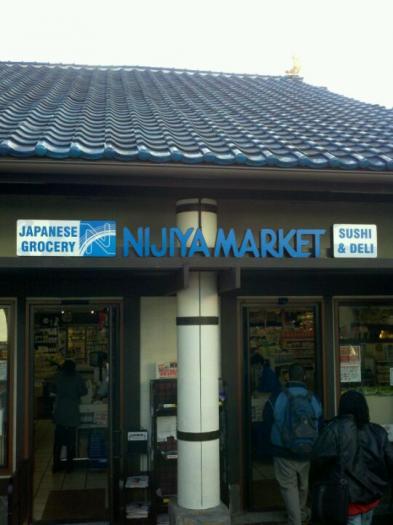 JAPANESE
GROCERY
NIJIYA MARKET
SUSHI
& DELI